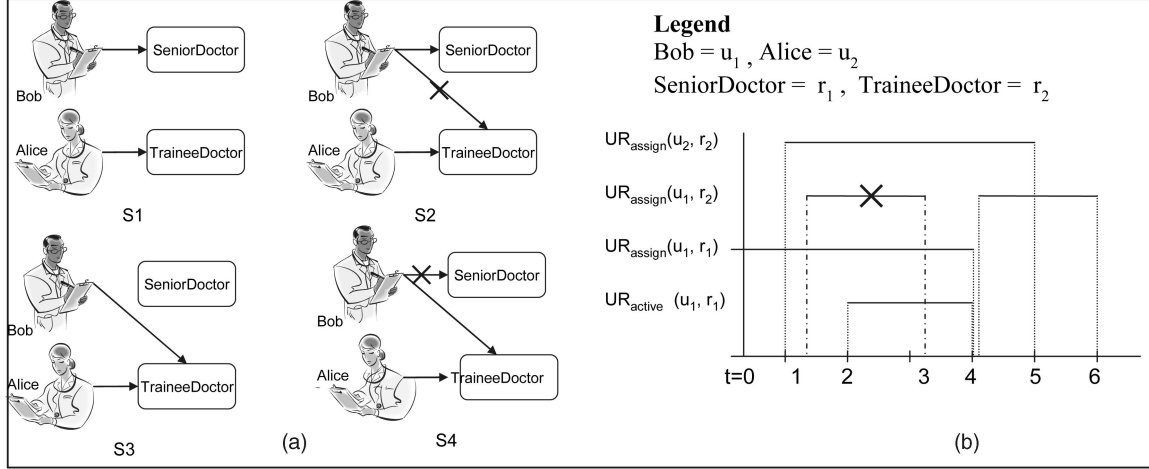 SeniorDoctor
Bob
Alice
TraineeDoctor
S1
SeniorDoctor
Bob
Alice
TraineeDoctor
S2
SeniorDoctor
Bob
Alice
TraineeDoctor
S3
SeniorDoctor
Bob
Alice
TraineeDoctor
S4
(a)
Legend
Bob = u₁ , Alice = u₂
SeniorDoctor = r₁ , TraineeDoctor = r₂
URassign(u₂, r₂)
URassign(u₁, r₂)
URassign(u₁, r₁)
URactive (u₁, r₁)
t=0 1 2 3 4 5 6
(b)